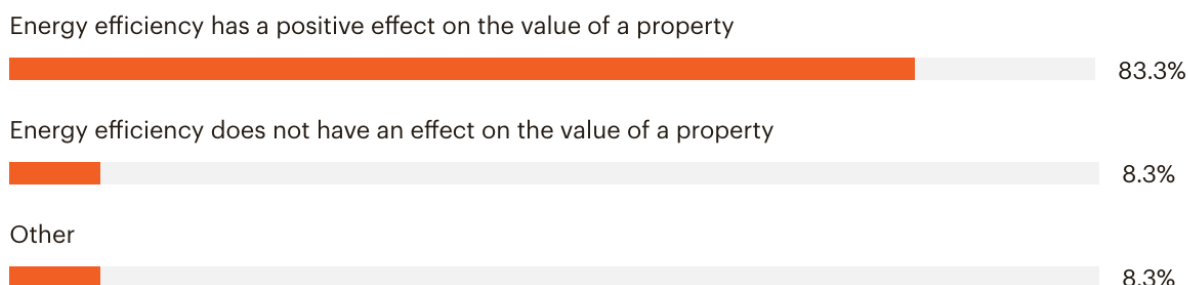 Energy efficiency has a positive effect on the value of a property
83.3%
Energy efficiency does not have an effect on the value of a property
8.3%
Other
8.3%